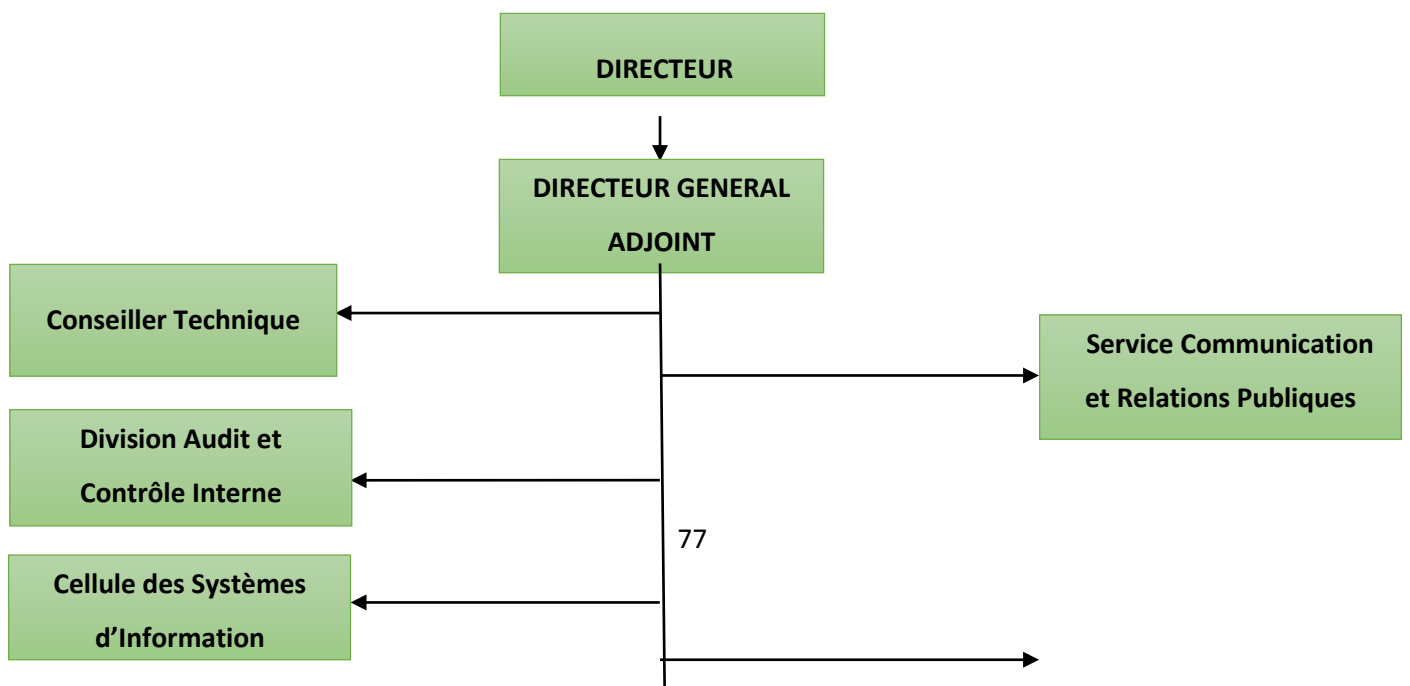 DIRECTEUR
DIRECTEUR GENERAL
ADJOINT
Conseiller Technique
Service Communication
et Relations Publiques
Division Audit et
Contrôle Interne
77
Cellule des Systèmes
d’Information